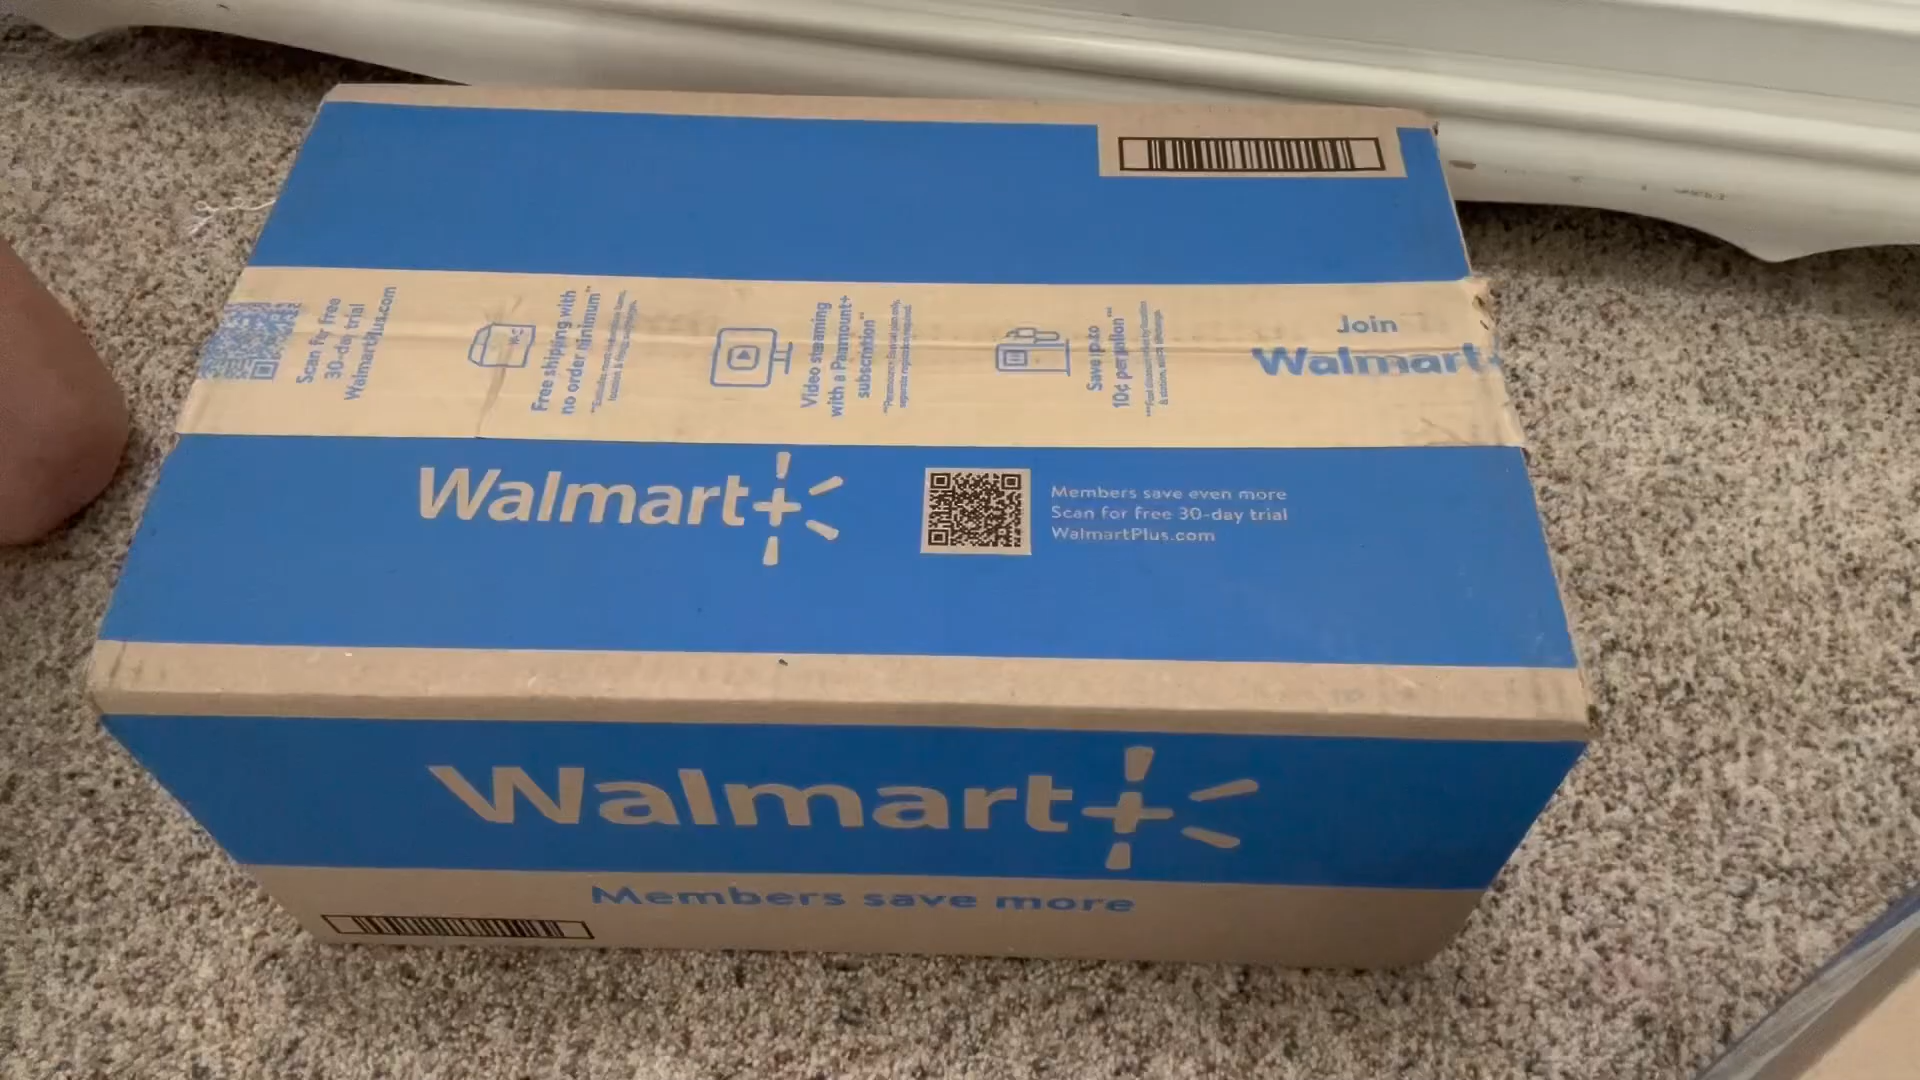 Scan for free
30-day trial
Walmartplus.com
Free shipping with
no order minimum**
Video streaming
with a Paramount+
subscription**
Save up to
10¢ per gallon***
Join
Walmart+
Walmart+
Members save even more
Scan for free 30-day trial
WalmartPlus.com
Walmart+
Members save more